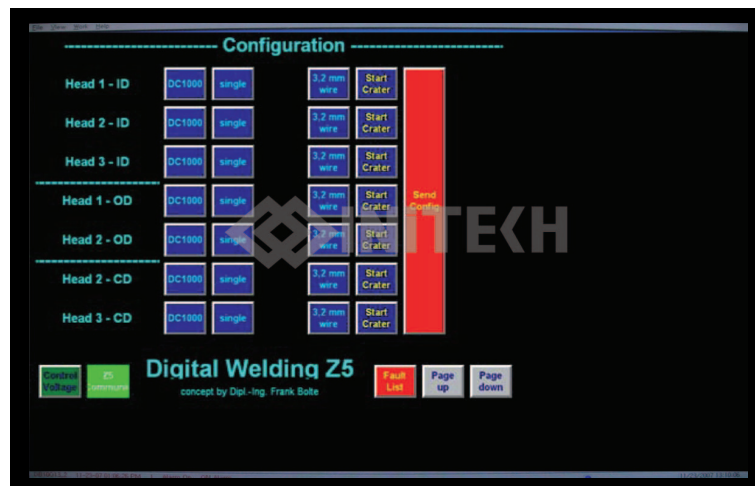 File View Print Help
Configuration
Head 1 - ID DC1000 single 3,2 mm wire Start Crater
Head 2 - ID DC1000 single 3,2 mm wire Start Crater
Head 3 - ID DC1000 single 3,2 mm wire Start Crater
Head 1 - OD DC1000 single 3,2 mm wire Start Crater Send Config
Head 2 - OD DC1000 single 3,2 mm wire Start Crater
Head 2 - CD DC1000 single 3,2 mm wire Start Crater
Head 3 - CD DC1000 single 3,2 mm wire Start Crater
INITEKH
Control Voltage Digital Welding Z5 Fault List Page up Page down
concept by Dipl.-Ing. Frank Bolte